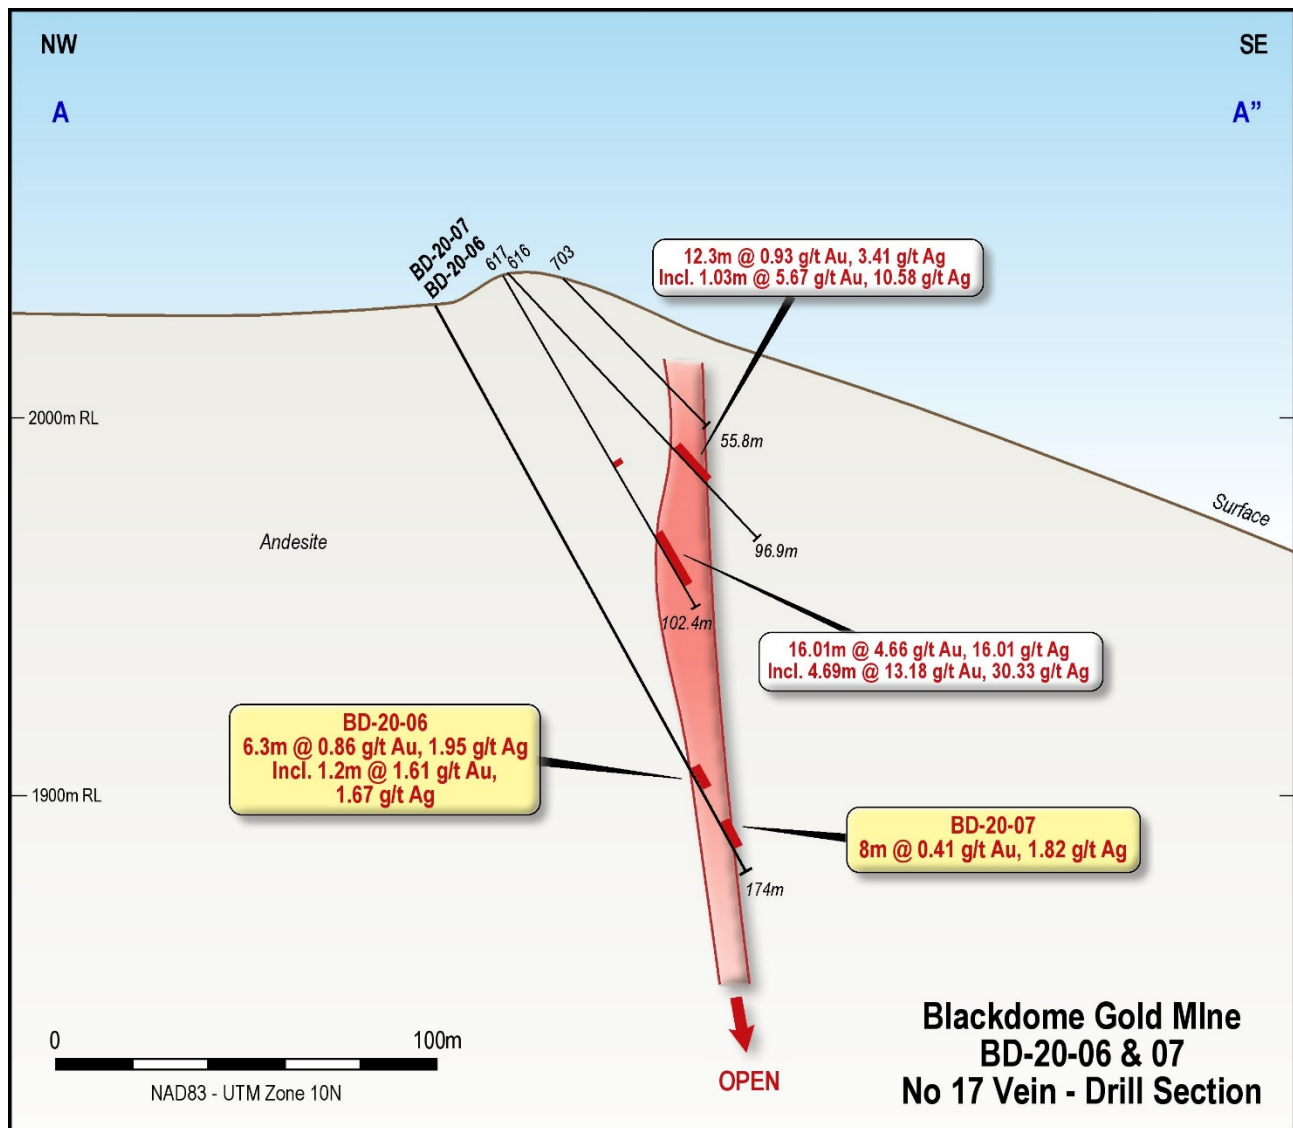 NW
SE
A
A”
BD-20-07
BD-20-06
617
616
703
12.3m @ 0.93 g/t Au, 3.41 g/t Ag
Incl. 1.03m @ 5.67 g/t Au, 10.58 g/t Ag
2000m RL
55.8m
Surface
Andesite
96.9m
102.4m
16.01m @ 4.66 g/t Au, 16.01 g/t Ag
Incl. 4.69m @ 13.18 g/t Au, 30.33 g/t Ag
BD-20-06
6.3m @ 0.86 g/t Au, 1.95 g/t Ag
Incl. 1.2m @ 1.61 g/t Au,
1.67 g/t Ag
1900m RL
BD-20-07
8m @ 0.41 g/t Au, 1.82 g/t Ag
174m
0
100m
NAD83 - UTM Zone 10N
OPEN
Blackdome Gold MIne
BD-20-06 & 07
No 17 Vein - Drill Section